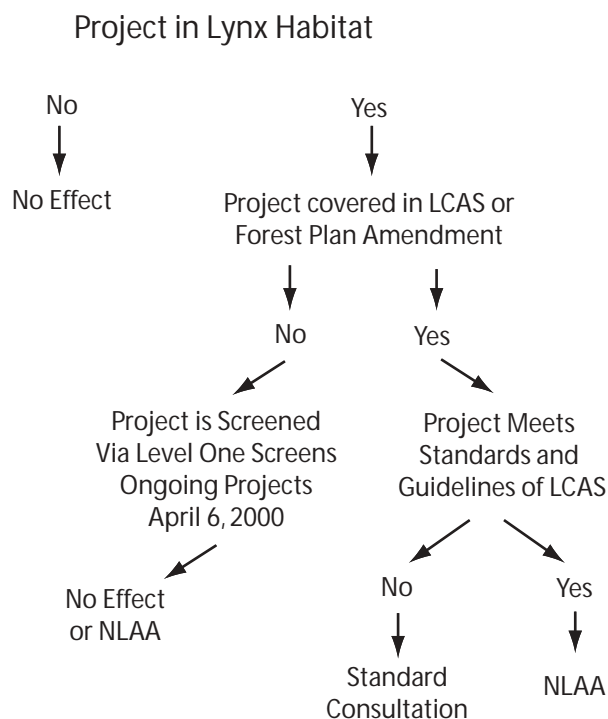 Project in Lynx Habitat
No
Yes
No Effect
Project covered in LCAS or
Forest Plan Amendment
No
Yes
Project is Screened
Via Level One Screens
Ongoing Projects
April 6, 2000
Project Meets
Standards and
Guidelines of LCAS
No Effect
or NLAA
No
Yes
Standard
Consultation
NLAA